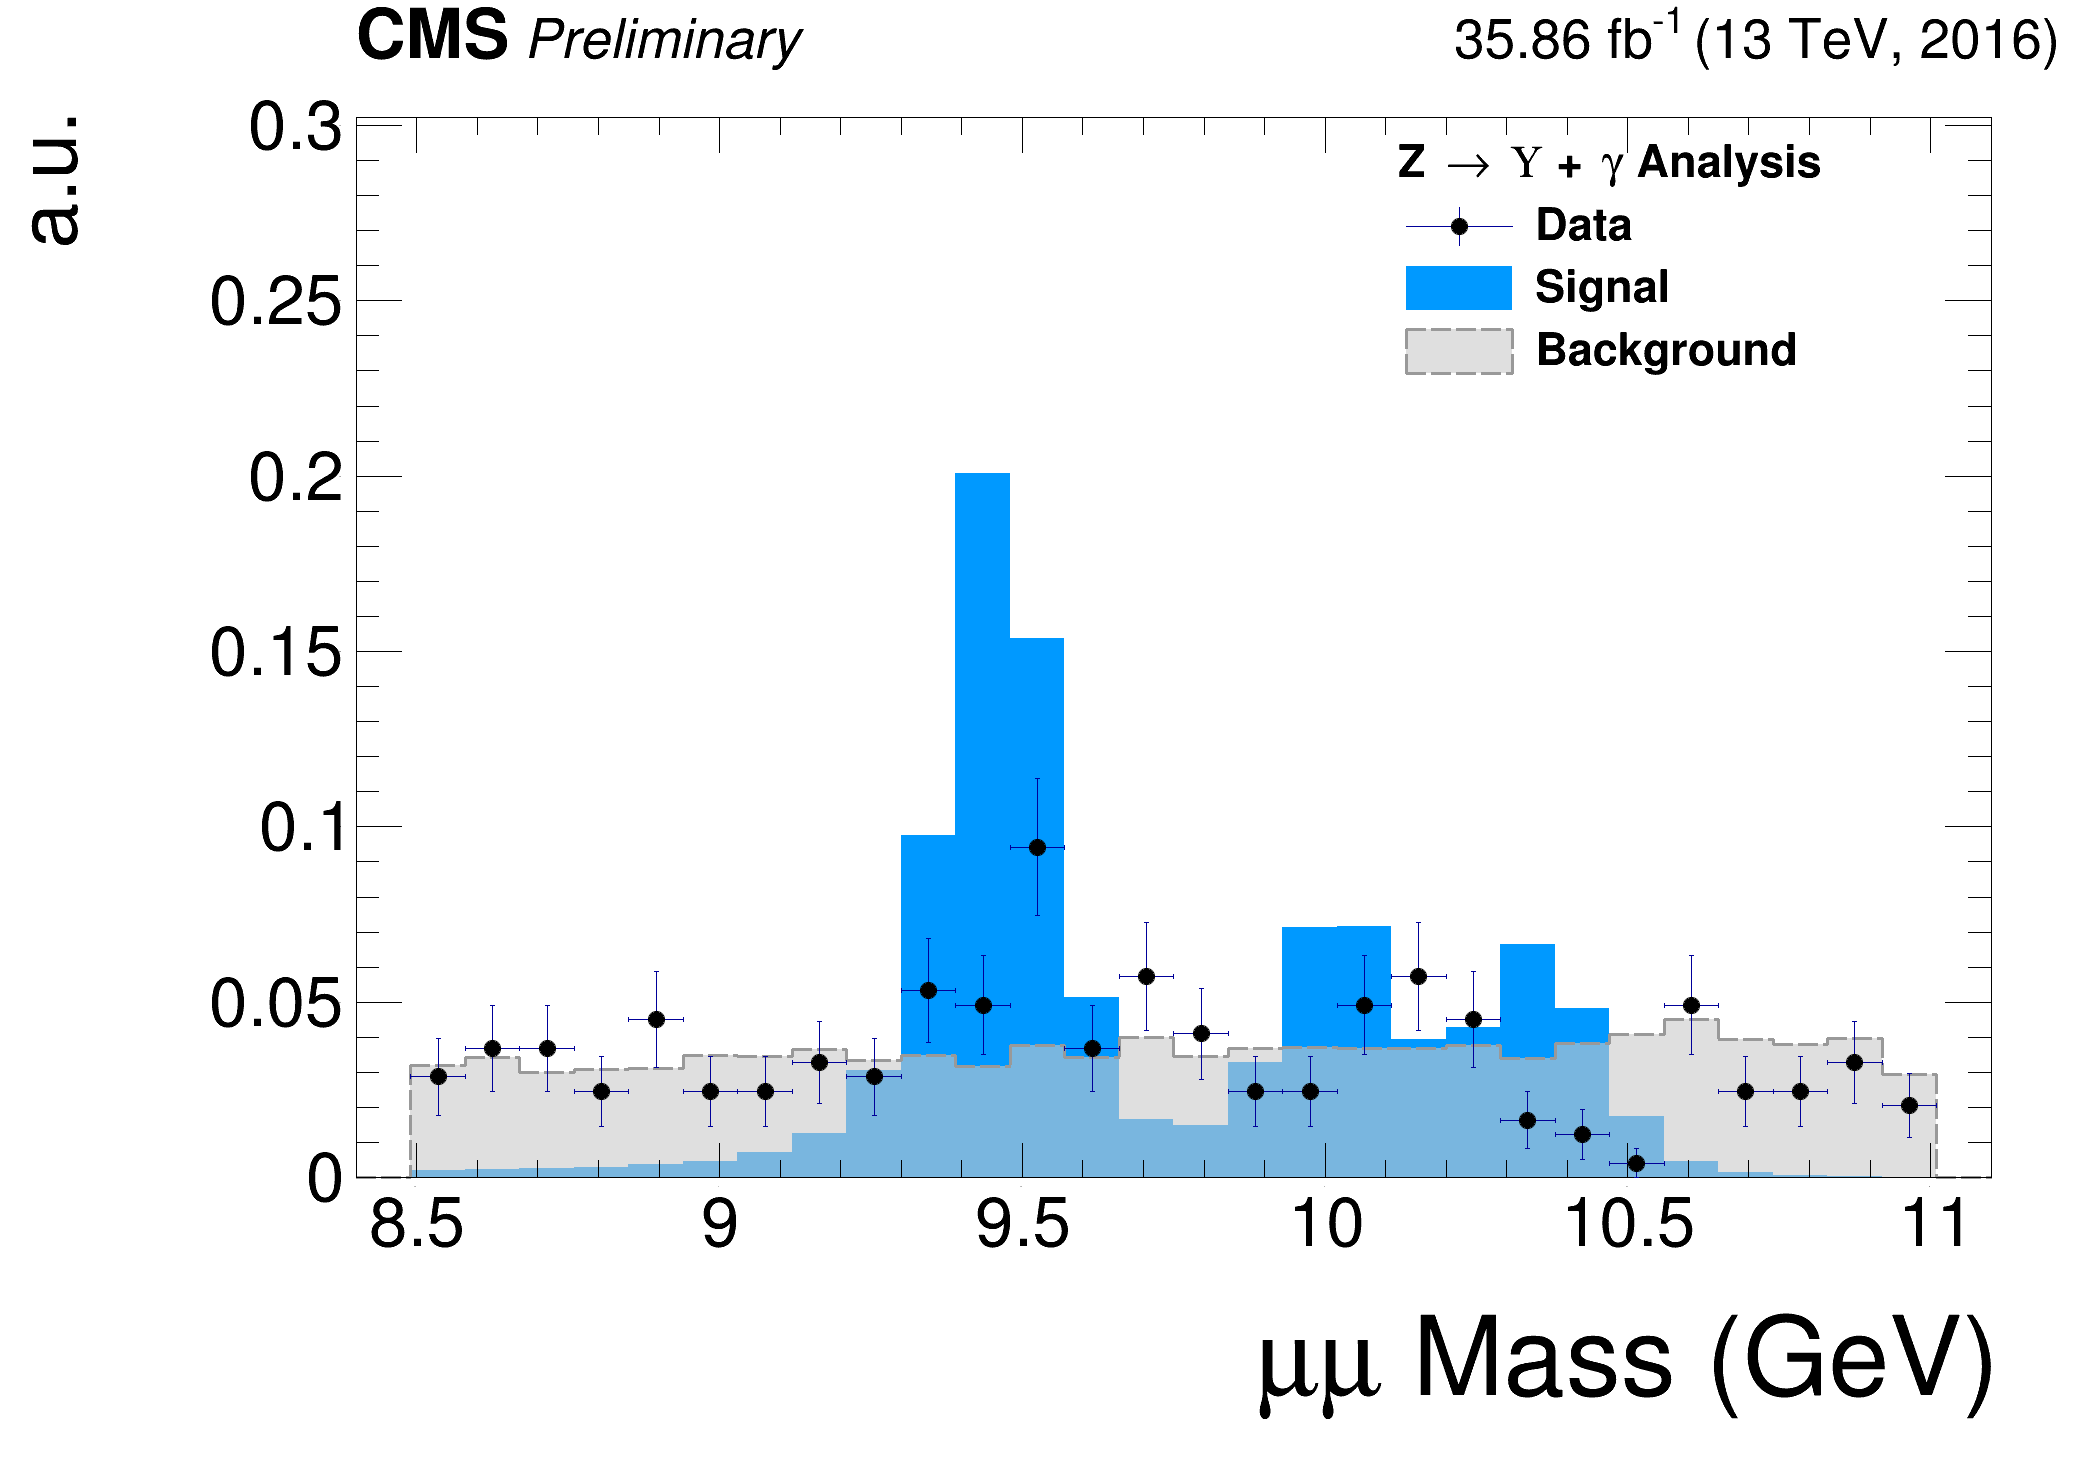 CMS Preliminary
35.86 fb⁻¹ (13 TeV, 2016)
a.u.
0.3
0.25
0.2
0.15
0.1
0.05
0
Z → ϒ + γ Analysis
Data
Signal
Background
8.5 9 9.5 10 10.5 11
μμ Mass (GeV)